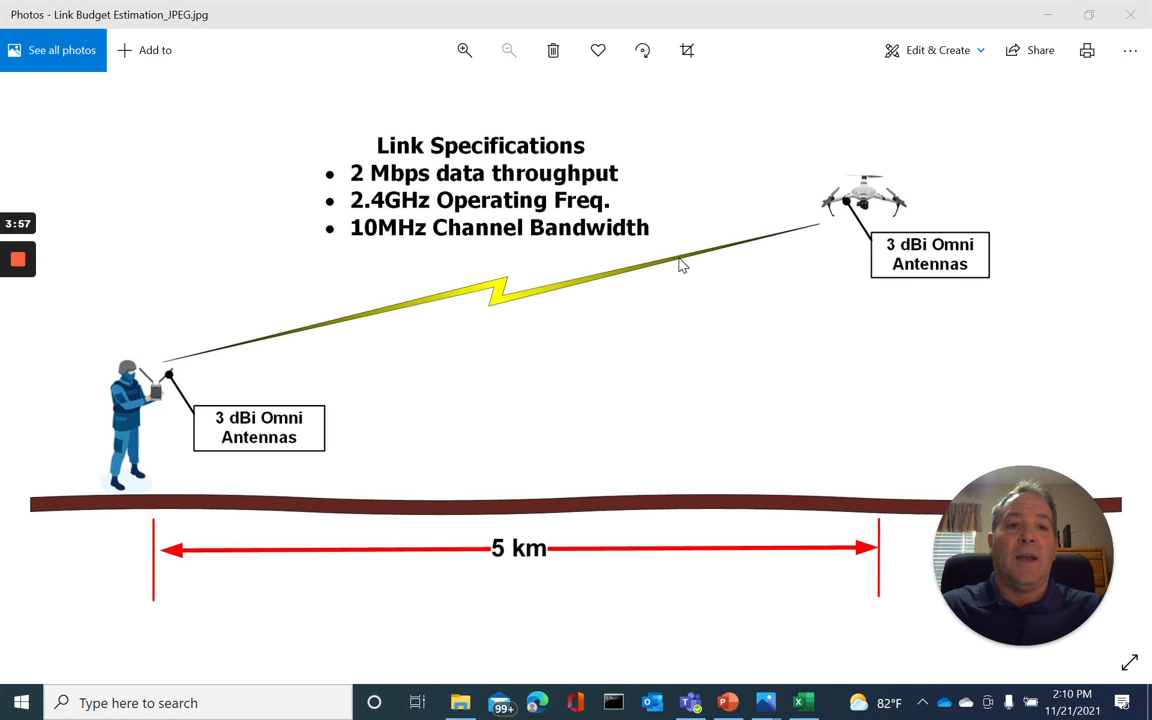 Photos - Link Budget Estimation_JPEG.jpg
See all photos
Add to
Edit & Create
Share
Link Specifications
• 2 Mbps data throughput
• 2.4GHz Operating Freq.
• 10MHz Channel Bandwidth
3:57
3 dBi Omni
Antennas
3 dBi Omni
Antennas
5 km
Type here to search
99+
82°F
2:10 PM
11/21/2021